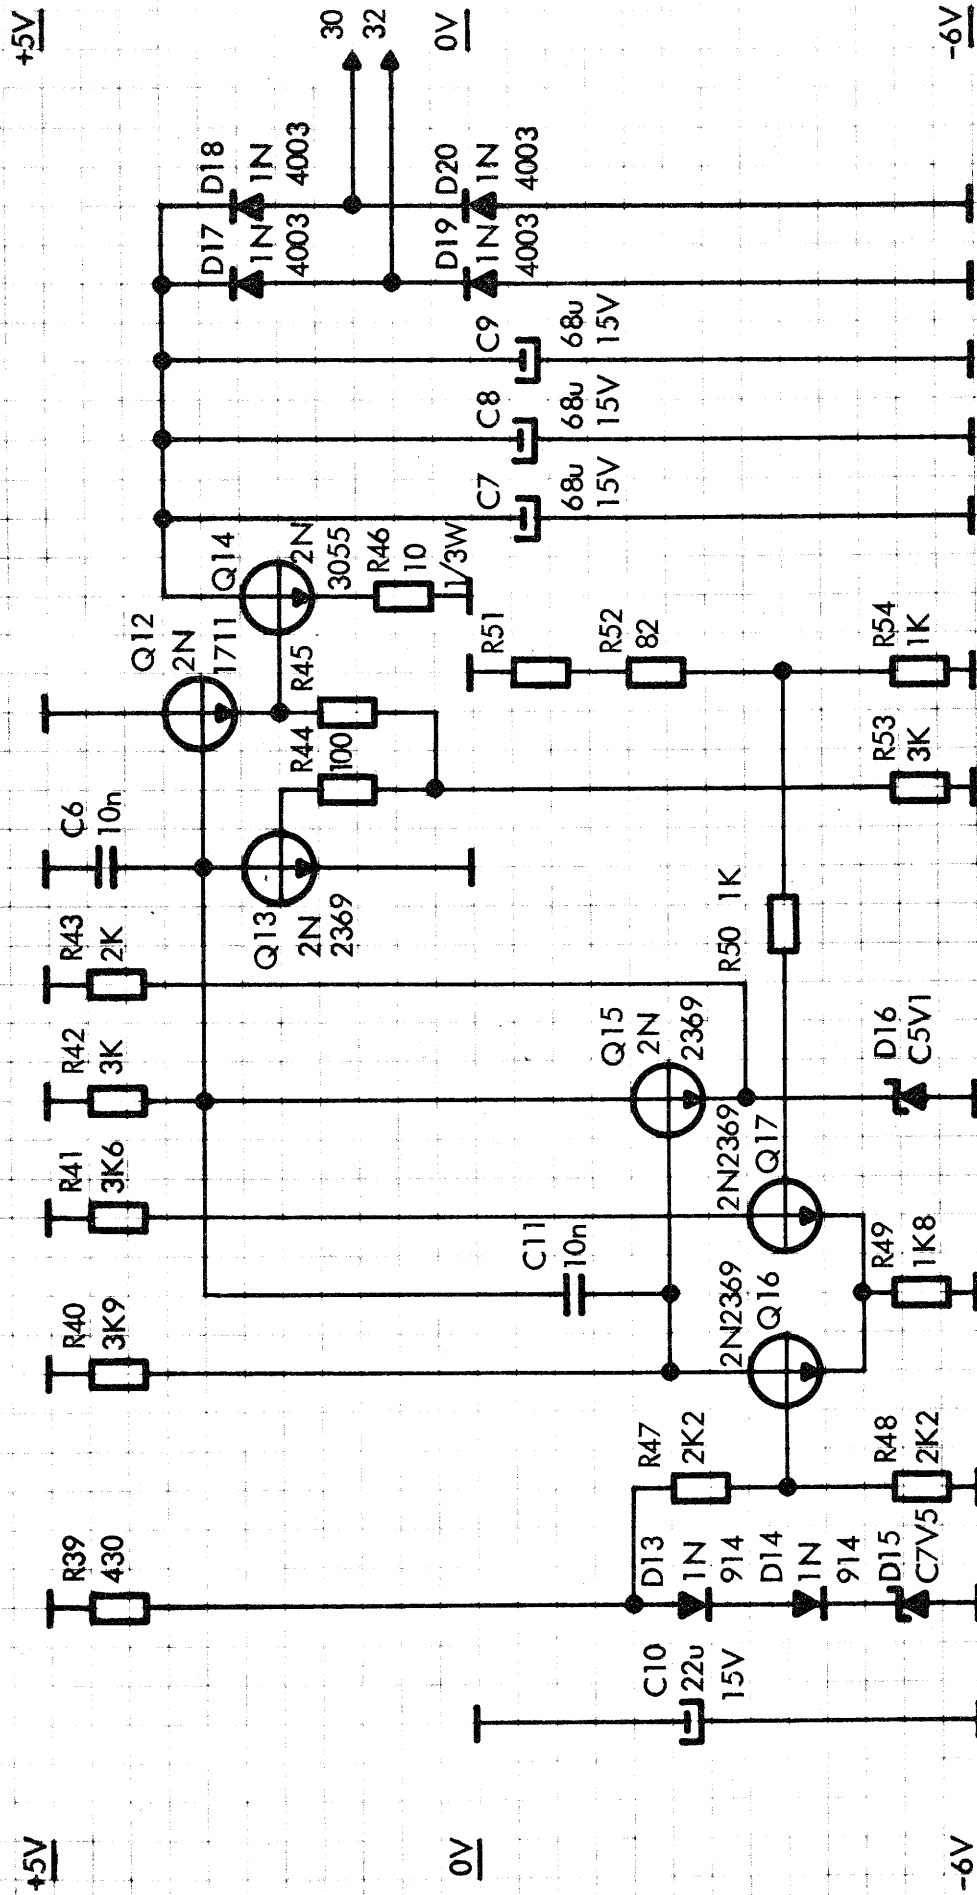 +5V
30
32
0V
-6V
D18
1N
4003
D20
1N
4003
D17
1N
4003
D19
1N
4003
C9
68u
15V
C8
68u
15V
C7
68u
15V
Q14
2N
3055
R46
10
1/3W
Q12
2N
1711
R45
R44
100
R51
R52
82
R54
1K
R53
3K
C6
10n
Q13
2N
2369
R43
2K
R50 1K
R42
3K
Q15
2N
2369
D16
C5V1
R41
3K6
2N2369
Q17
C11
10n
R49
1K8
R40
3K9
2N2369
Q16
R47
2K2
R48
2K2
R39
430
D13
1N
914
D14
1N
914
D15
C7V5
C10
22u
15V
+5V
0V
-6V